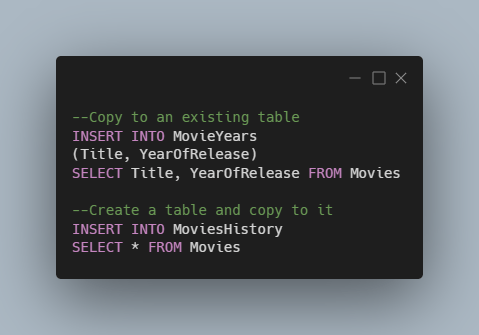 --Copy to an existing table
INSERT INTO MovieYears
(Title, YearOfRelease)
SELECT Title, YearOfRelease FROM Movies
--Create a table and copy to it
INSERT INTO MoviesHistory
SELECT * FROM Movies